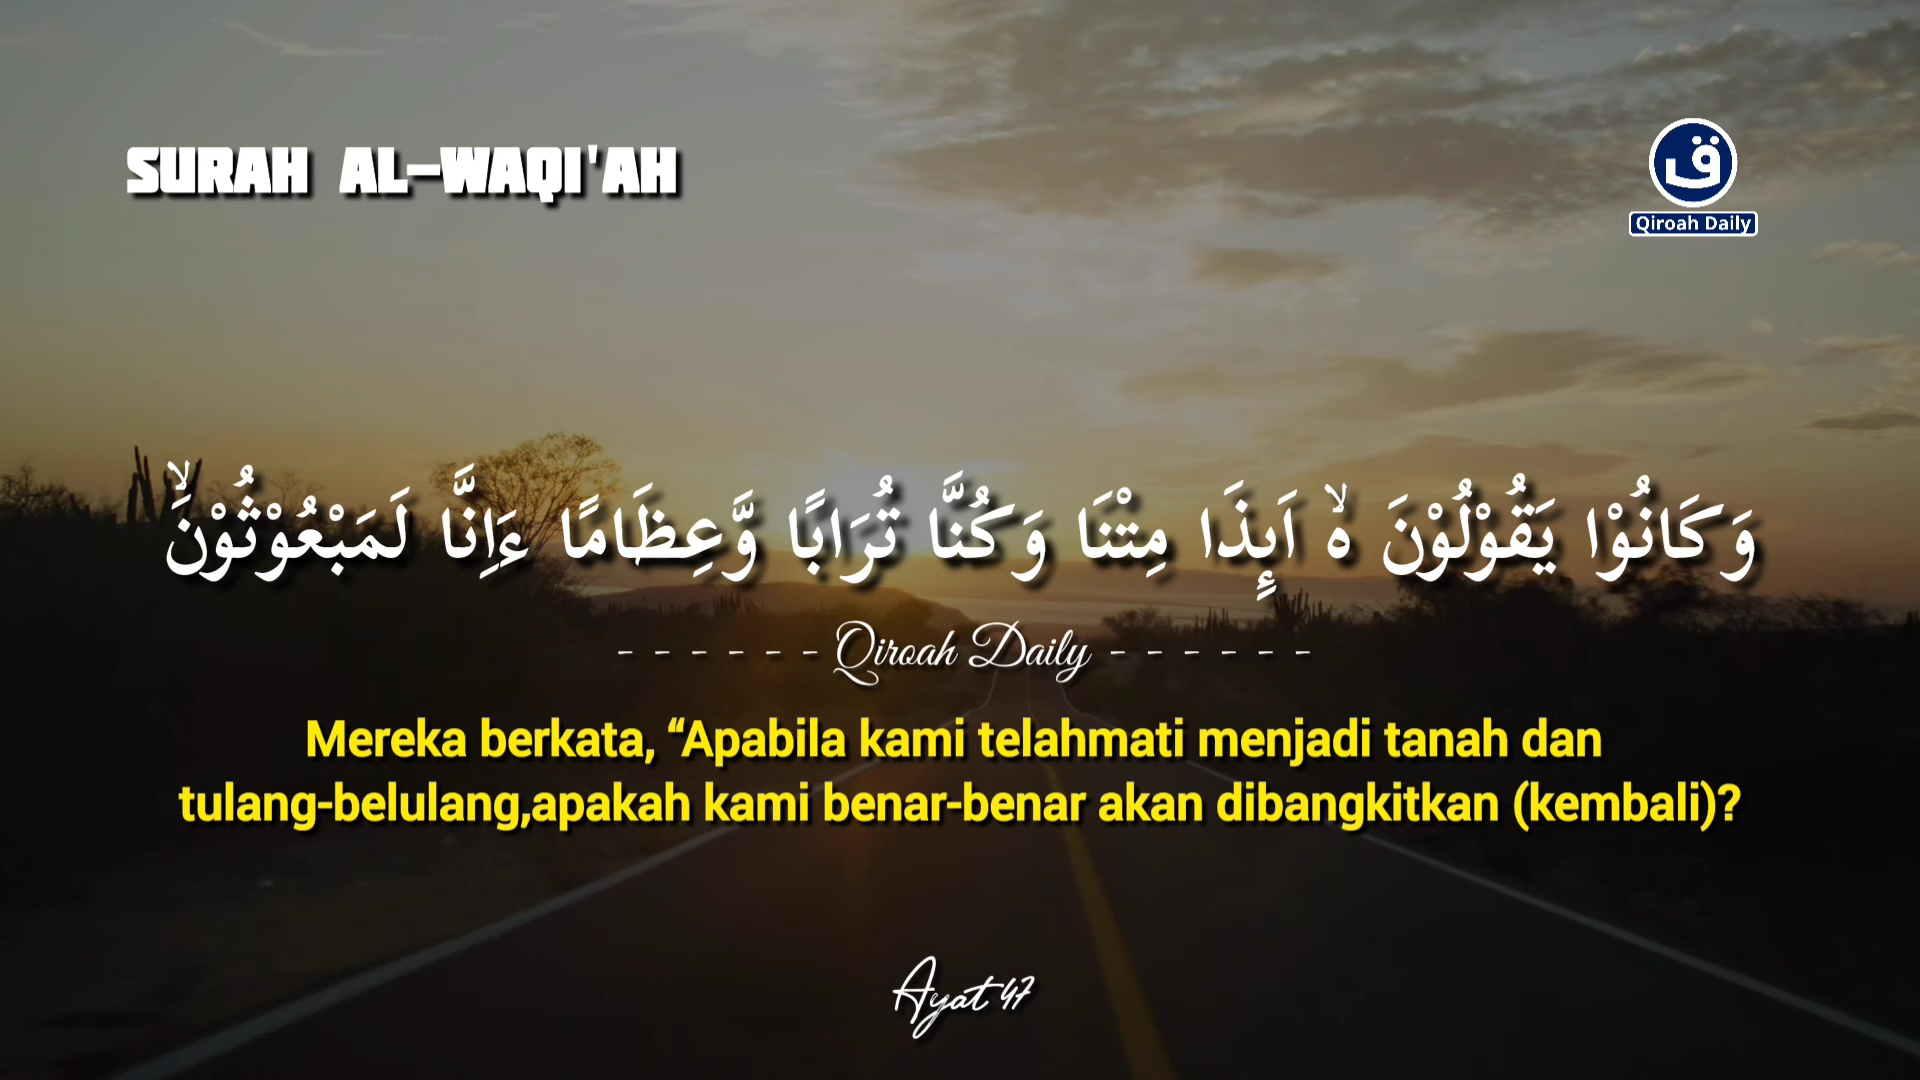 SURAH AL-WAQI'AH
ق
Qiroah Daily
وَكَانُوْا يَقُوْلُوْنَ ەۙ اَىِٕذَا مِتْنَا وَكُنَّا تُرَابًا وَّعِظَامًا ءَاِنَّا لَمَبْعُوْثُوْنَۙ
- - - - - - Qiroah Daily - - - - - -
Mereka berkata, “Apabila kami telahmati menjadi tanah dan
tulang-belulang,apakah kami benar-benar akan dibangkitkan (kembali)?
Ayat 47